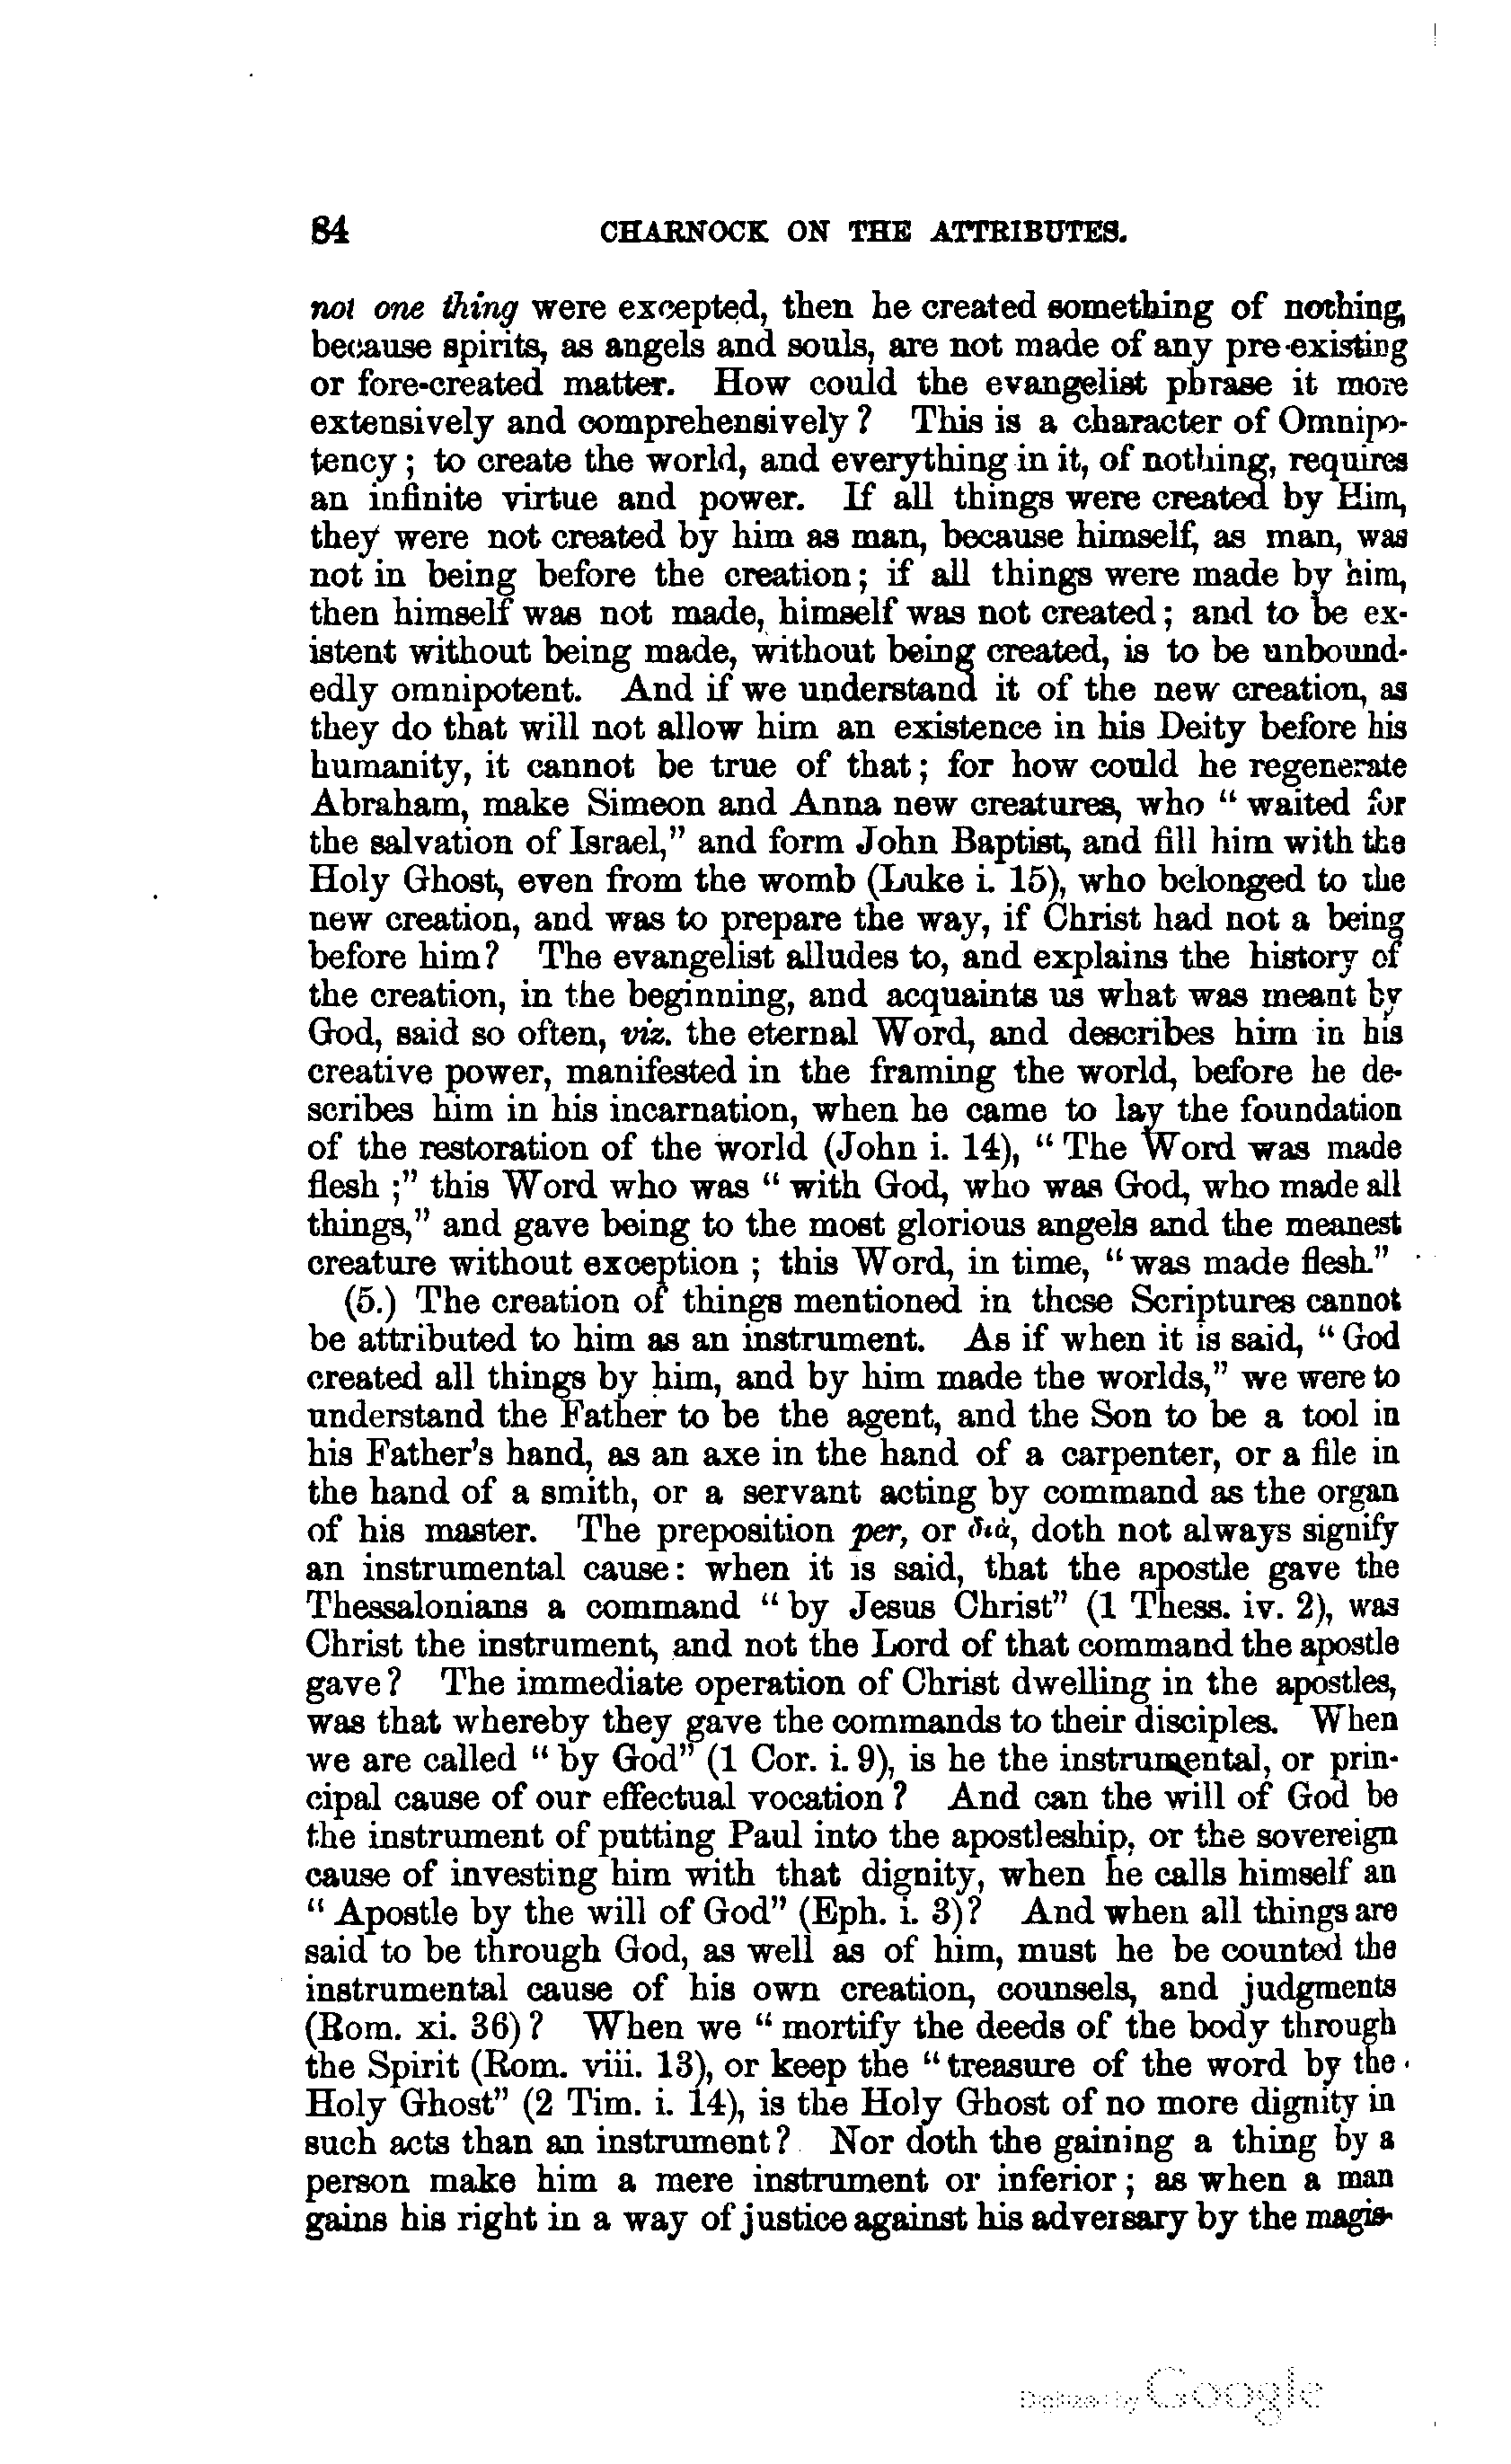 84 CHARNOCK ON THE ATTRIBUTES.
not one thing were excepted, then he created something of nothing,
because spirits, as angels and souls, are not made of any pre-existing
or fore-created matter. How could the evangelist phrase it more
extensively and comprehensively? This is a character of Omnipo-
tency; to create the world, and everything in it, of nothing, requires
an infinite virtue and power. If all things were created by Him,
they were not created by him as man, because himself, as man, was
not in being before the creation; if all things were made by him,
then himself was not made, himself was not created; and to be ex-
istent without being made, without being created, is to be unbound-
edly omnipotent. And if we understand it of the new creation, as
they do that will not allow him an existence in his Deity before his
humanity, it cannot be true of that; for how could he regenerate
Abraham, make Simeon and Anna new creatures, who "waited for
the salvation of Israel," and form John Baptist, and fill him with the
Holy Ghost, even from the womb (Luke i. 15), who belonged to the
new creation, and was to prepare the way, if Christ had not a being
before him? The evangelist alludes to, and explains the history of
the creation, in the beginning, and acquaints us what was meant by
God, said so often, viz. the eternal Word, and describes him in his
creative power, manifested in the framing the world, before he de-
scribes him in his incarnation, when he came to lay the foundation
of the restoration of the world (John i. 14), "The Word was made
flesh;" this Word who was "with God, who was God, who made all
things," and gave being to the most glorious angels and the meanest
creature without exception; this Word, in time, "was made flesh."
(5.) The creation of things mentioned in these Scriptures cannot
be attributed to him as an instrument. As if when it is said, "God
created all things by him, and by him made the worlds," we were to
understand the Father to be the agent, and the Son to be a tool in
his Father's hand, as an axe in the hand of a carpenter, or a file in
the hand of a smith, or a servant acting by command as the organ
of his master. The preposition per, or διὰ, doth not always signify
an instrumental cause: when it is said, that the apostle gave the
Thessalonians a command "by Jesus Christ" (1 Thess. iv. 2), was
Christ the instrument, and not the Lord of that command the apostle
gave? The immediate operation of Christ dwelling in the apostles,
was that whereby they gave the commands to their disciples. When
we are called "by God" (1 Cor. i. 9), is he the instrumental, or prin-
cipal cause of our effectual vocation? And can the will of God be
the instrument of putting Paul into the apostleship, or the sovereign
cause of investing him with that dignity, when he calls himself an
"Apostle by the will of God" (Eph. i. 3)? And when all things are
said to be through God, as well as of him, must he be counted the
instrumental cause of his own creation, counsels, and judgments
(Rom. xi. 36)? When we "mortify the deeds of the body through
the Spirit (Rom. viii. 13), or keep the "treasure of the word by the
Holy Ghost" (2 Tim. i. 14), is the Holy Ghost of no more dignity in
such acts than an instrument? Nor doth the gaining a thing by a
person make him a mere instrument or inferior; as when a man
gains his right in a way of justice against his adversary by the magis-
Digitized by Google